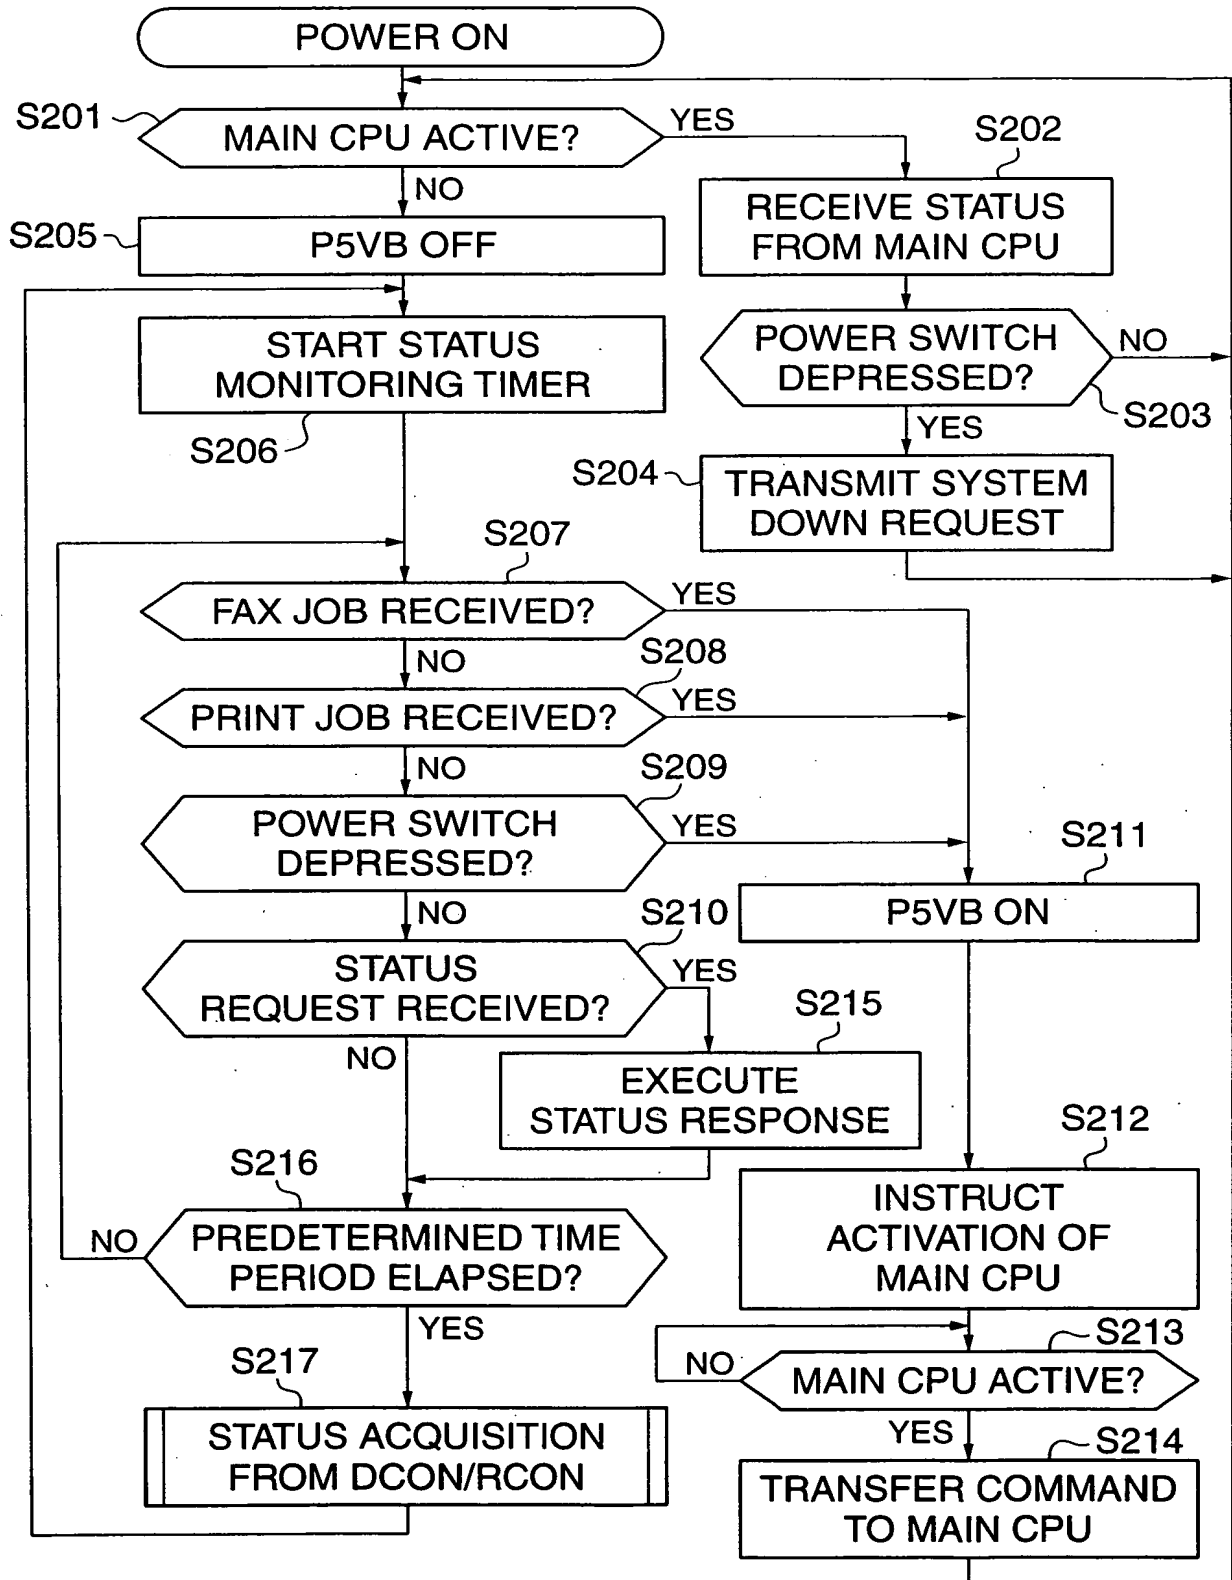 POWER ON
S201
MAIN CPU ACTIVE?
YES
NO
S202
RECEIVE STATUS
FROM MAIN CPU
S205
P5VB OFF
POWER SWITCH
DEPRESSED?
NO
S203
YES
START STATUS
MONITORING TIMER
S206
S204
TRANSMIT SYSTEM
DOWN REQUEST
S207
FAX JOB RECEIVED?
YES
NO
S208
PRINT JOB RECEIVED?
YES
NO
S209
POWER SWITCH
DEPRESSED?
YES
NO
S211
P5VB ON
S210
STATUS
REQUEST RECEIVED?
YES
NO
S215
EXECUTE
STATUS RESPONSE
S212
INSTRUCT
ACTIVATION OF
MAIN CPU
S216
NO
PREDETERMINED TIME
PERIOD ELAPSED?
YES
S213
NO
MAIN CPU ACTIVE?
YES
S217
STATUS ACQUISITION
FROM DCON/RCON
S214
TRANSFER COMMAND
TO MAIN CPU